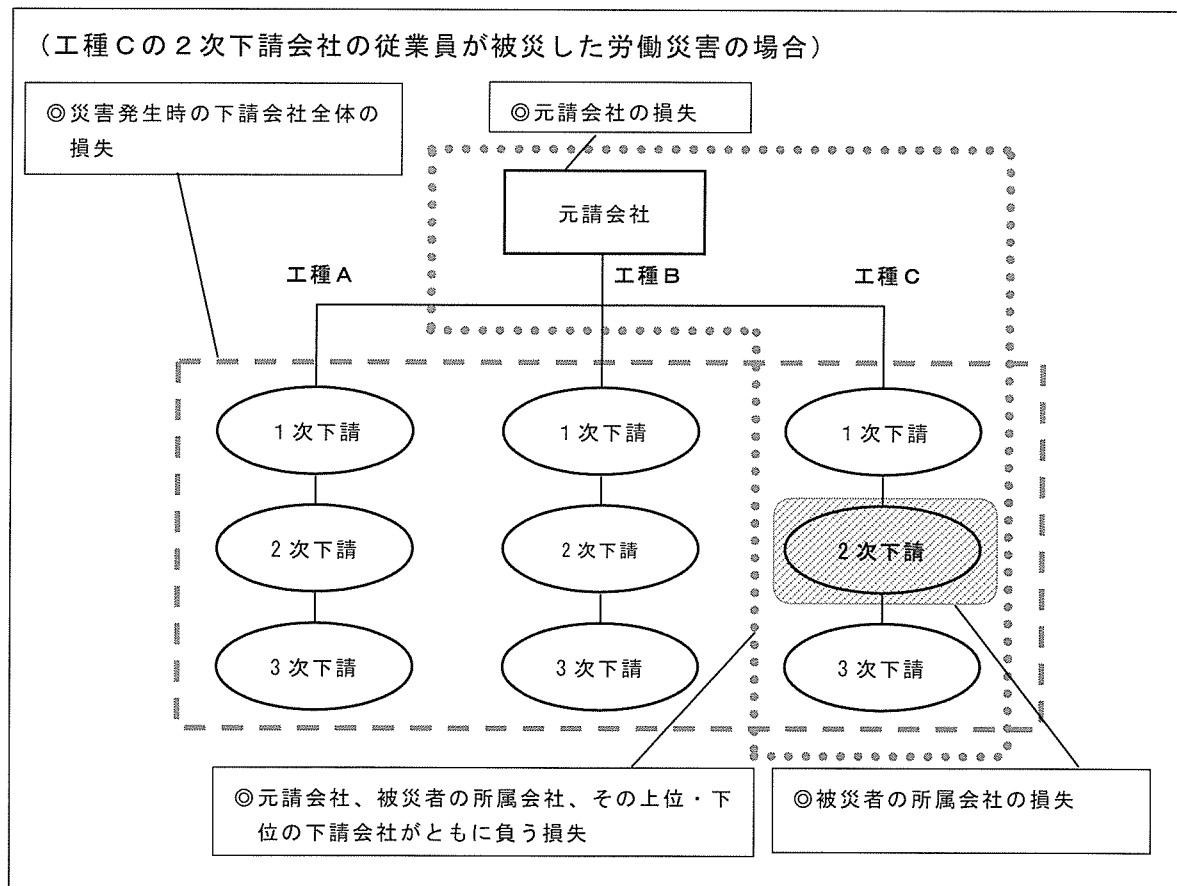 （工種Ｃの２次下請会社の従業員が被災した労働災害の場合）
◎災害発生時の下請会社全体の
損失
◎元請会社の損失
元請会社
工種Ａ
工種Ｂ
工種Ｃ
１次下請
１次下請
１次下請
２次下請
２次下請
２次下請
３次下請
３次下請
３次下請
◎元請会社、被災者の所属会社、その上位・下
位の下請会社がともに負う損失
◎被災者の所属会社の損失